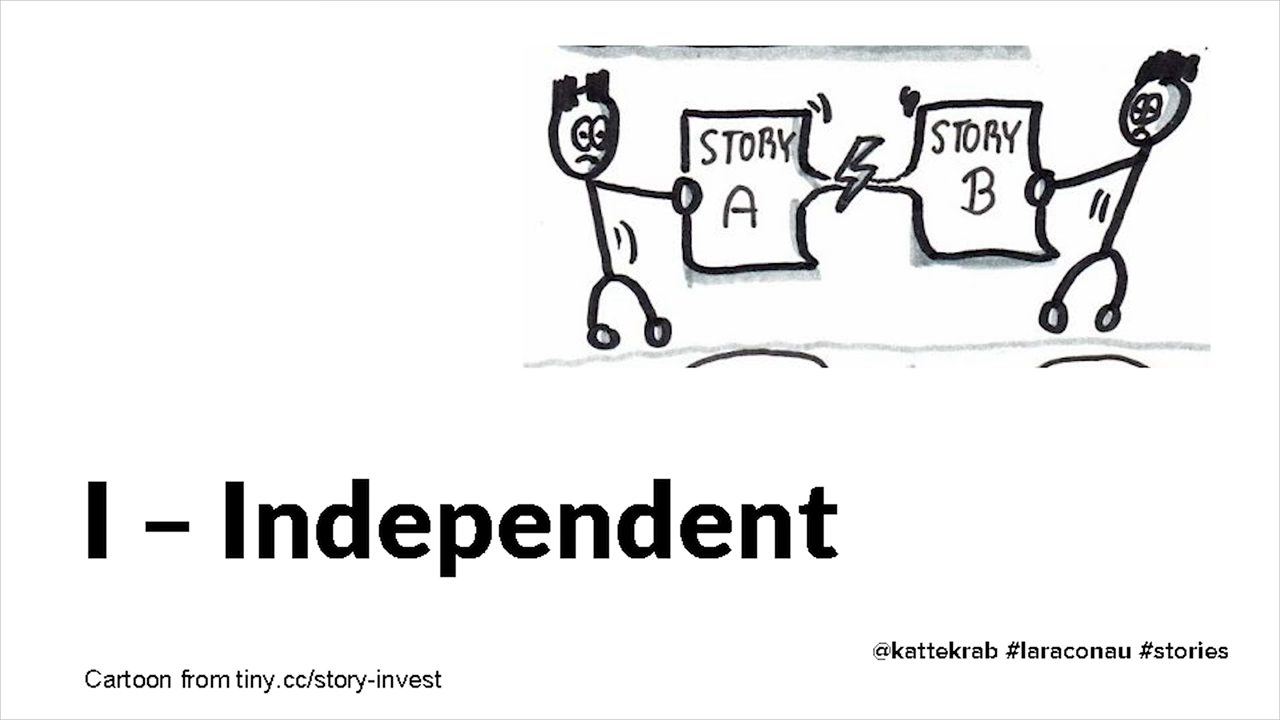 STORY
A
STORY
B
I – Independent
@kattekrab #laraconau #stories
Cartoon from tiny.cc/story-invest